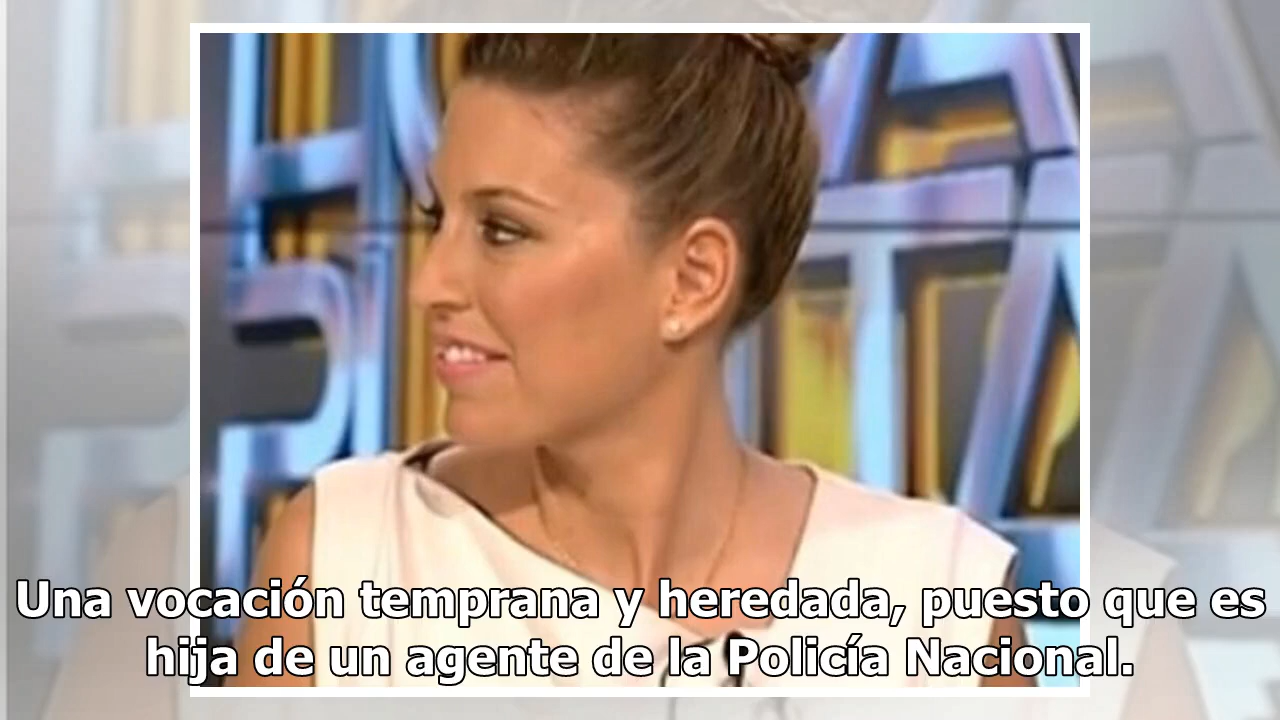 Una vocación temprana y heredada, puesto que es
hija de un agente de la Policía Nacional.